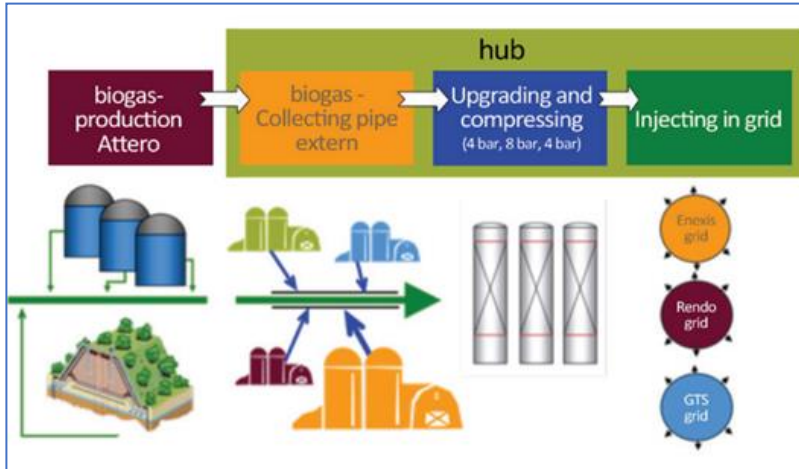 hub
biogas-
production
Attero
biogas -
Collecting pipe
extern
Upgrading and
compressing
(4 bar, 8 bar, 4 bar)
Injecting in grid
Enexis
grid
Rendo
grid
GTS
grid